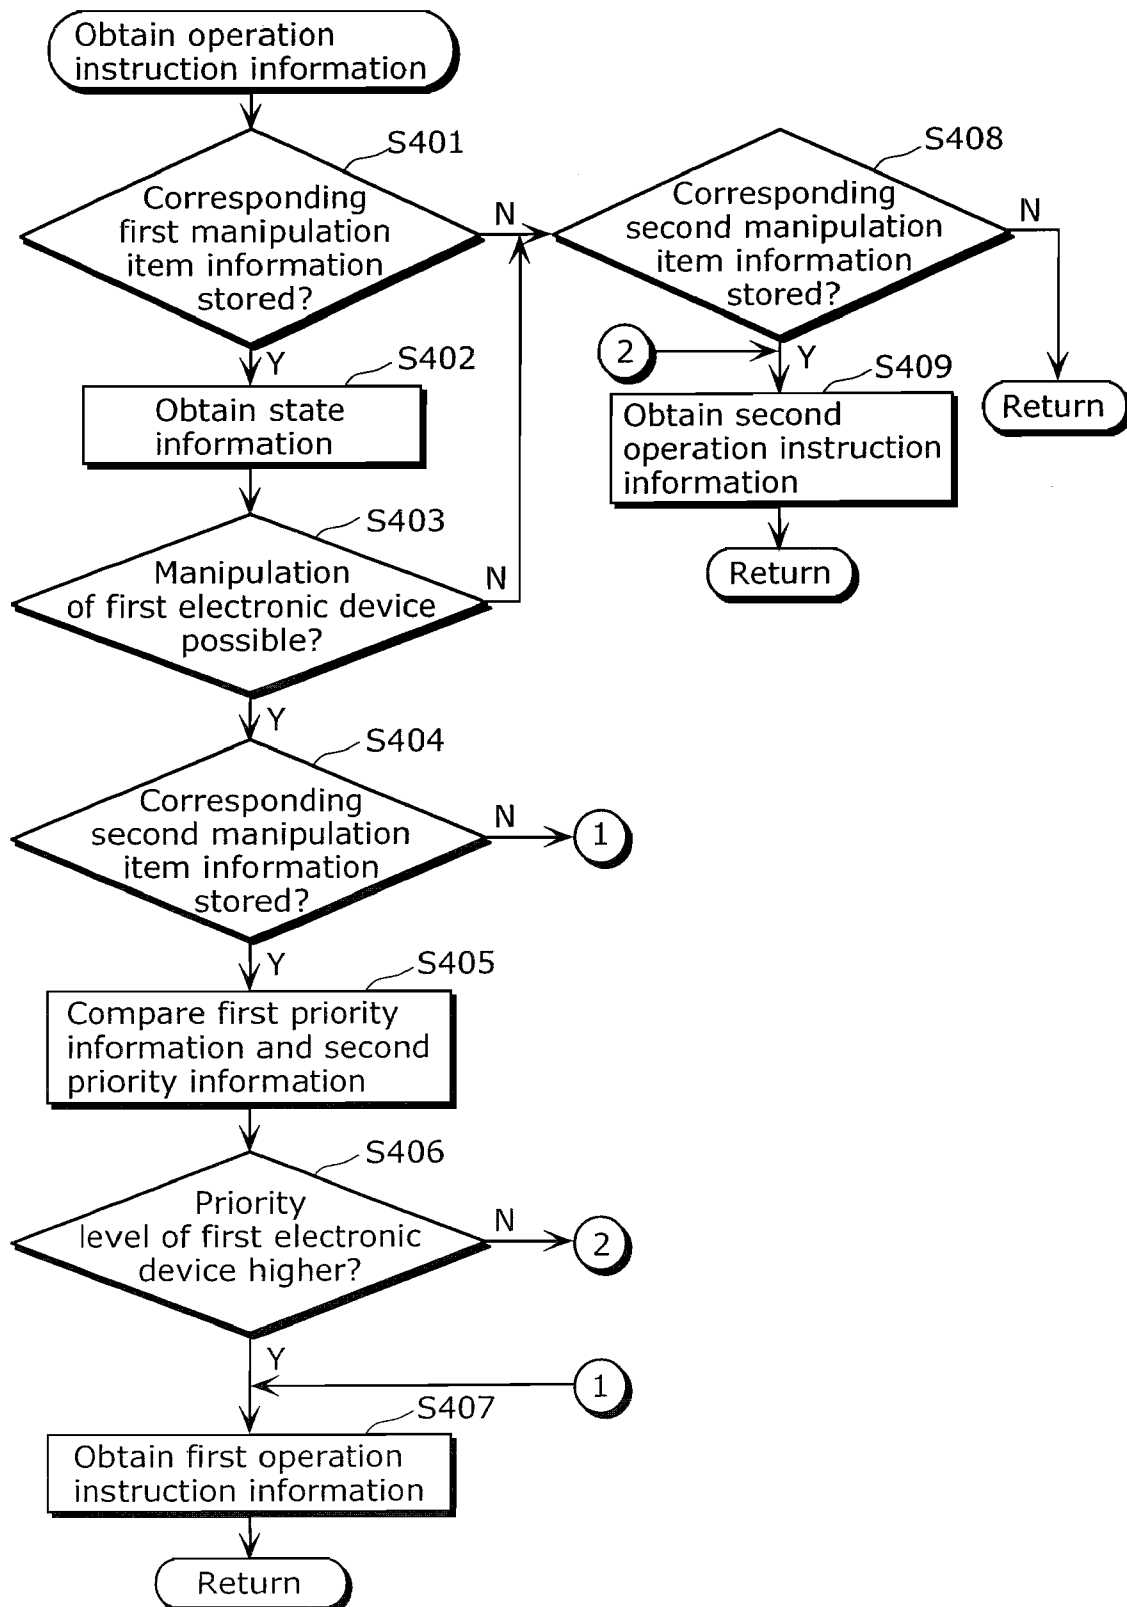 Obtain operation
instruction information
S401
Corresponding
first manipulation
item information
stored?
N
Y
S402
Obtain state
information
S403
Manipulation
of first electronic device
possible?
N
Y
S404
Corresponding
second manipulation
item information
stored?
N
1
Y
S405
Compare first priority
information and second
priority information
S406
Priority
level of first electronic
device higher?
N
2
Y
1
S407
Obtain first operation
instruction information
Return
S408
Corresponding
second manipulation
item information
stored?
N
Return
2
Y
S409
Obtain second
operation instruction
information
Return